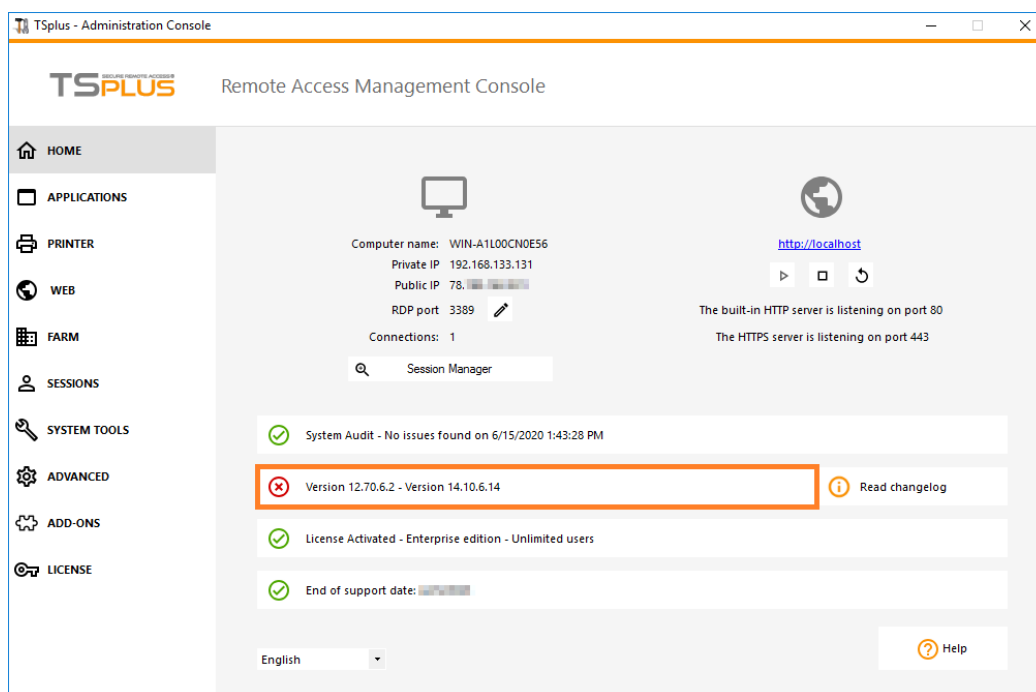 TSplus - Administration Console
TSPLUS
SECURE REMOTE ACCESS®
Remote Access Management Console
HOME
APPLICATIONS
PRINTER
WEB
FARM
SESSIONS
SYSTEM TOOLS
ADVANCED
ADD-ONS
LICENSE
Computer name: WIN-A1L00CN0E56
Private IP 192.168.133.131
Public IP 78.
RDP port 3389
Connections: 1
Session Manager
http://localhost
The built-in HTTP server is listening on port 80
The HTTPS server is listening on port 443
System Audit - No issues found on 6/15/2020 1:43:28 PM
Version 12.70.6.2 - Version 14.10.6.14
Read changelog
License Activated - Enterprise edition - Unlimited users
End of support date:
English
Help